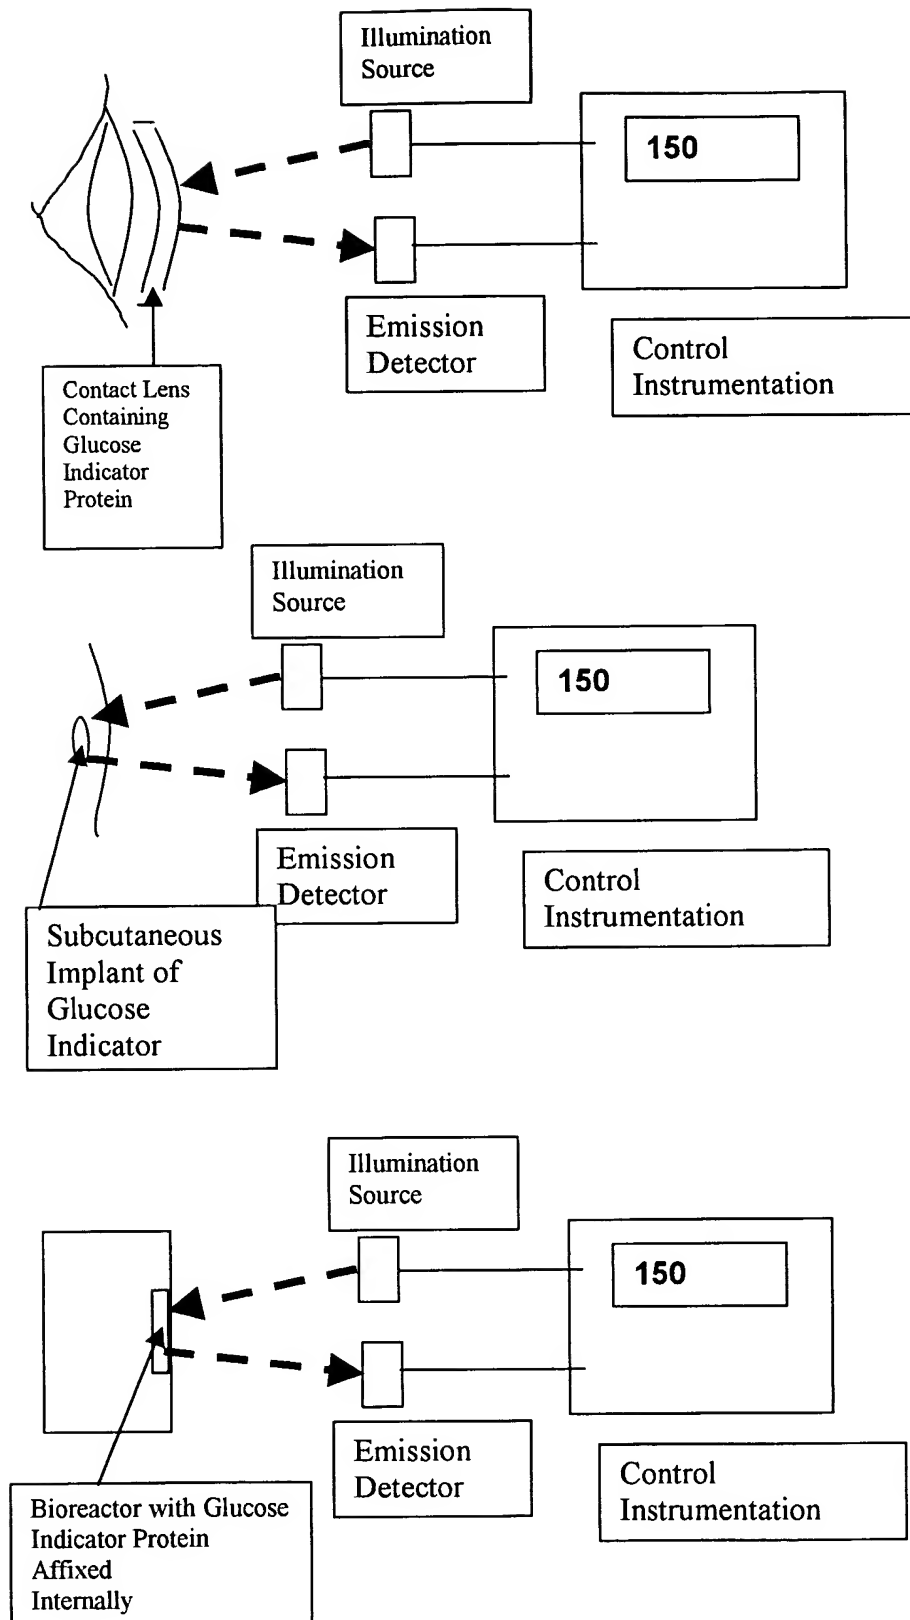 Illumination
Source
150
Emission
Detector
Control
Instrumentation
Contact Lens
Containing
Glucose
Indicator
Protein
Illumination
Source
150
Emission
Detector
Control
Instrumentation
Subcutaneous
Implant of
Glucose
Indicator
Illumination
Source
150
Emission
Detector
Control
Instrumentation
Bioreactor with Glucose
Indicator Protein
Affixed
Internally